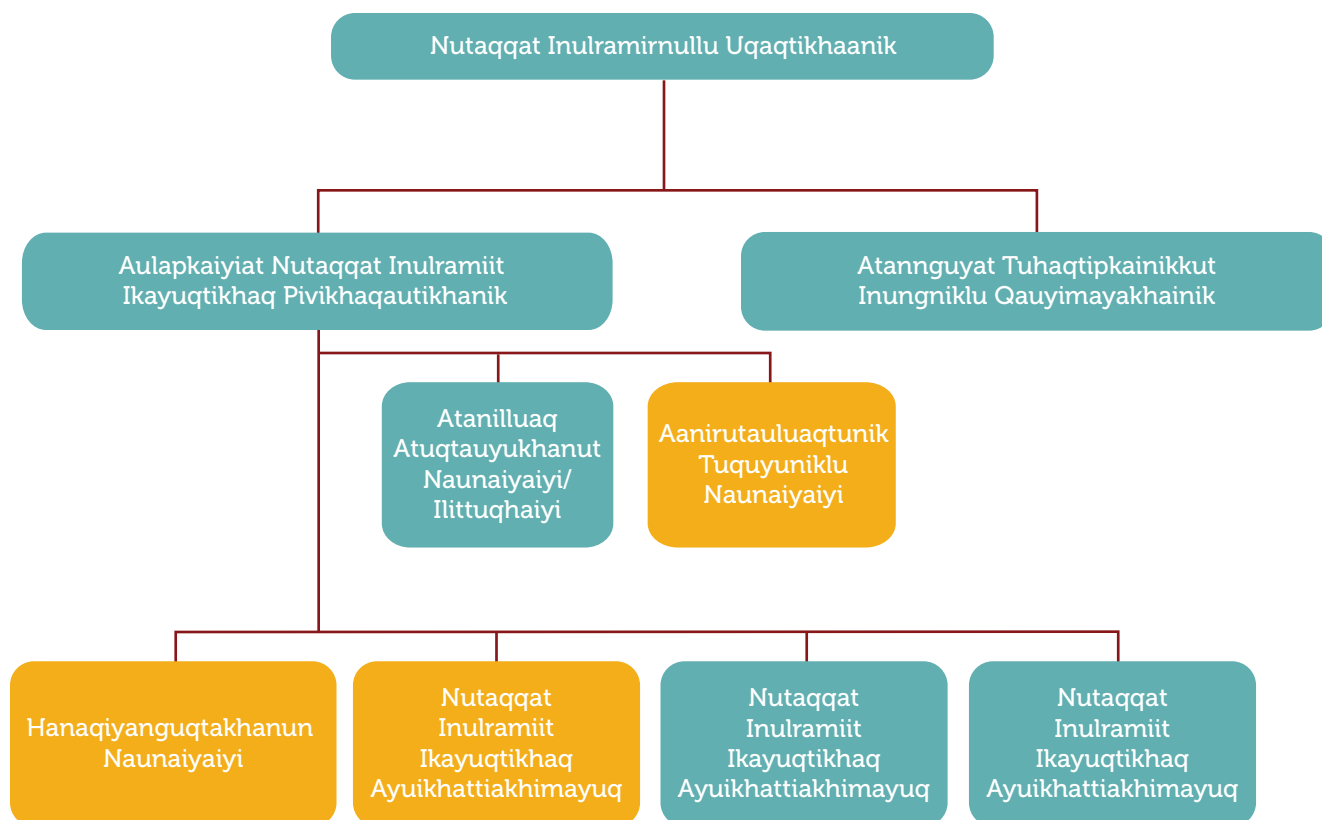 Nutaqqat Inulramirnullu Uqaqtikhaanik
Aulapkaiyiat Nutaqqat Inulramiit
Ikayuqtikhaq Pivikhaqautikhanik
Atannguyat Tuhaqtipkainikkut
Inungniklu Qauyimayakhainik
Atanilluaq
Atuqtauyukhanut
Naunaiyaiyi/
Ilittuqhaiyi
Aanirutauluaqtunik
Tuquyuniklu
Naunaiyaiyi
Hanaqiyanguqtakhanun
Naunaiyaiyi
Nutaqqat
Inulramiit
Ikayuqtikhaq
Ayuikhattiakhimayuq
Nutaqqat
Inulramiit
Ikayuqtikhaq
Ayuikhattiakhimayuq
Nutaqqat
Inulramiit
Ikayuqtikhaq
Ayuikhattiakhimayuq